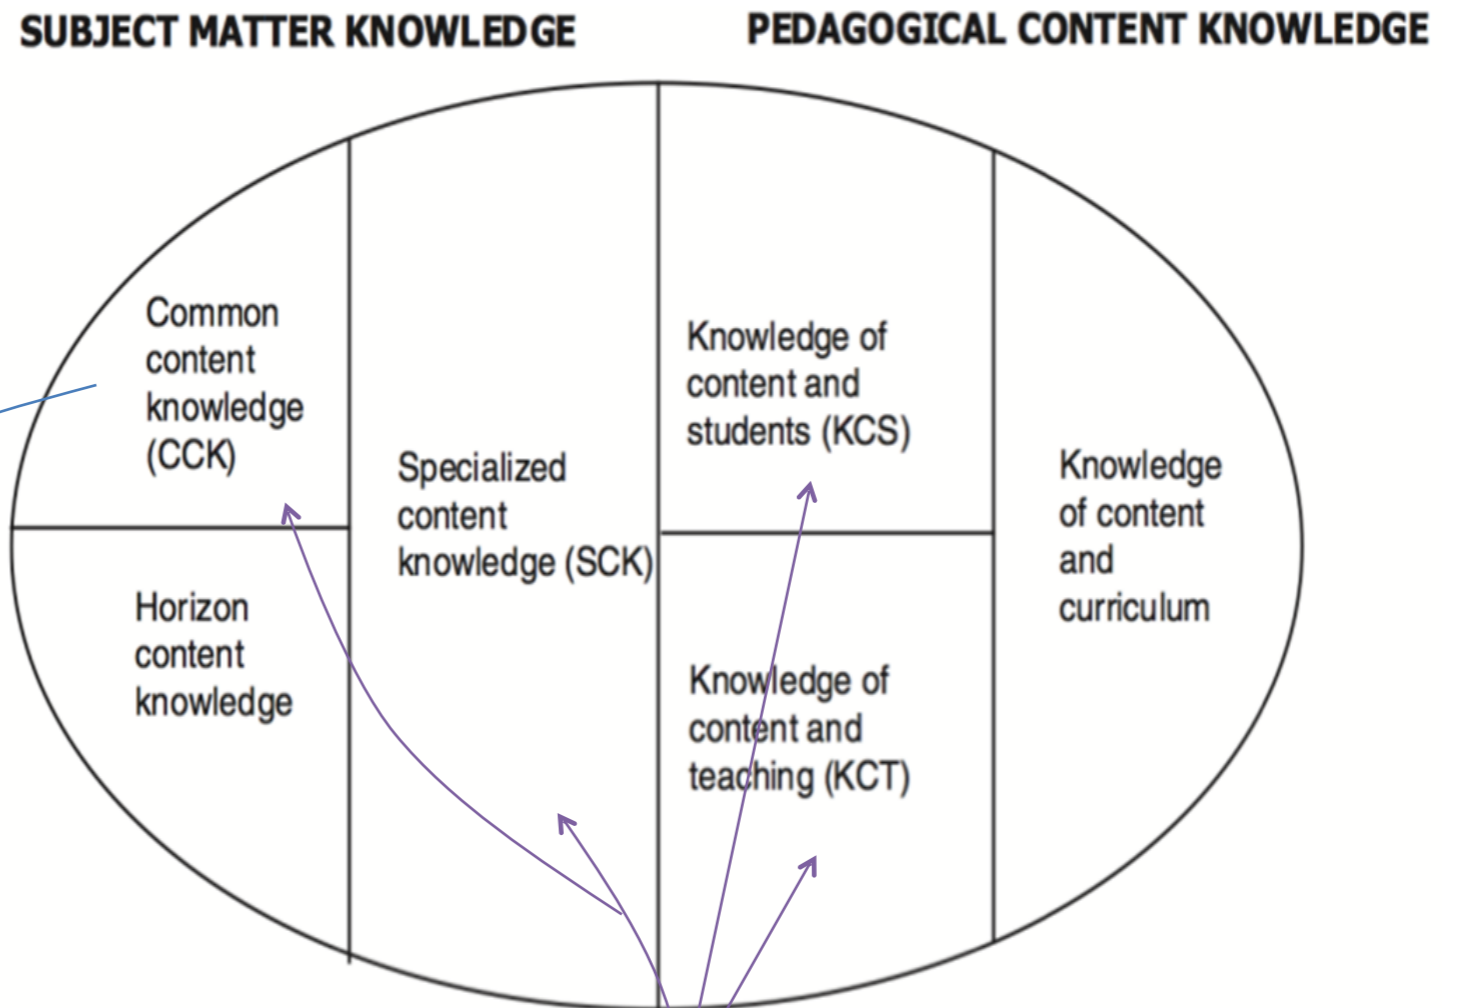 SUBJECT MATTER KNOWLEDGE
PEDAGOGICAL CONTENT KNOWLEDGE
Common
content
knowledge
(CCK)
Horizon
content
knowledge
Specialized
content
knowledge (SCK)
Knowledge of
content and
students (KCS)
Knowledge of
content and
teaching (KCT)
Knowledge
of content
and
curriculum